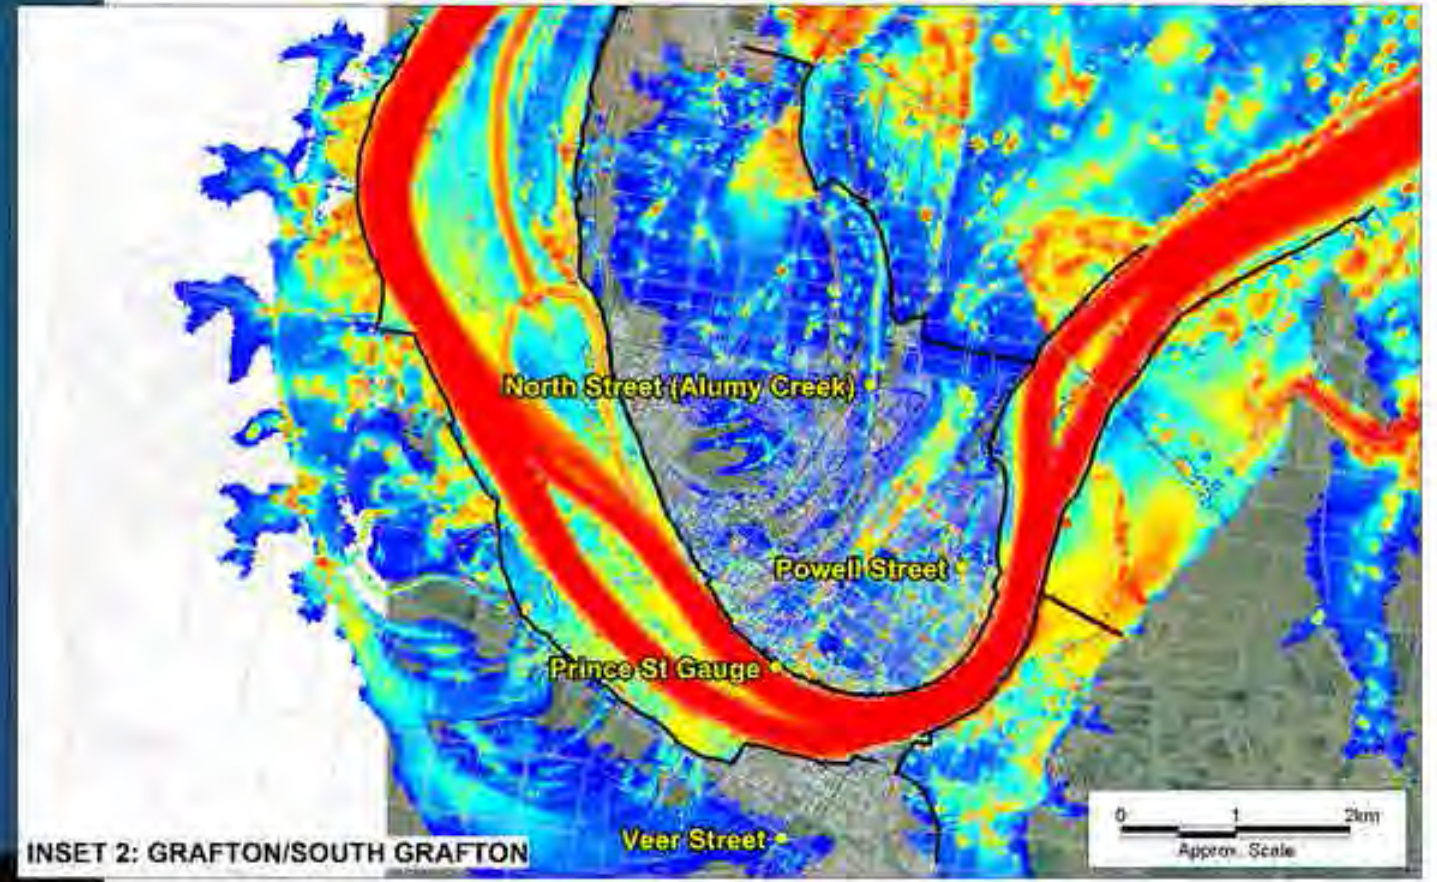 North Street (Alumy Creek)
Powell Street
Prince St Gauge
Veer Street
0 1 2km
Approx. Scale
INSET 2: GRAFTON/SOUTH GRAFTON